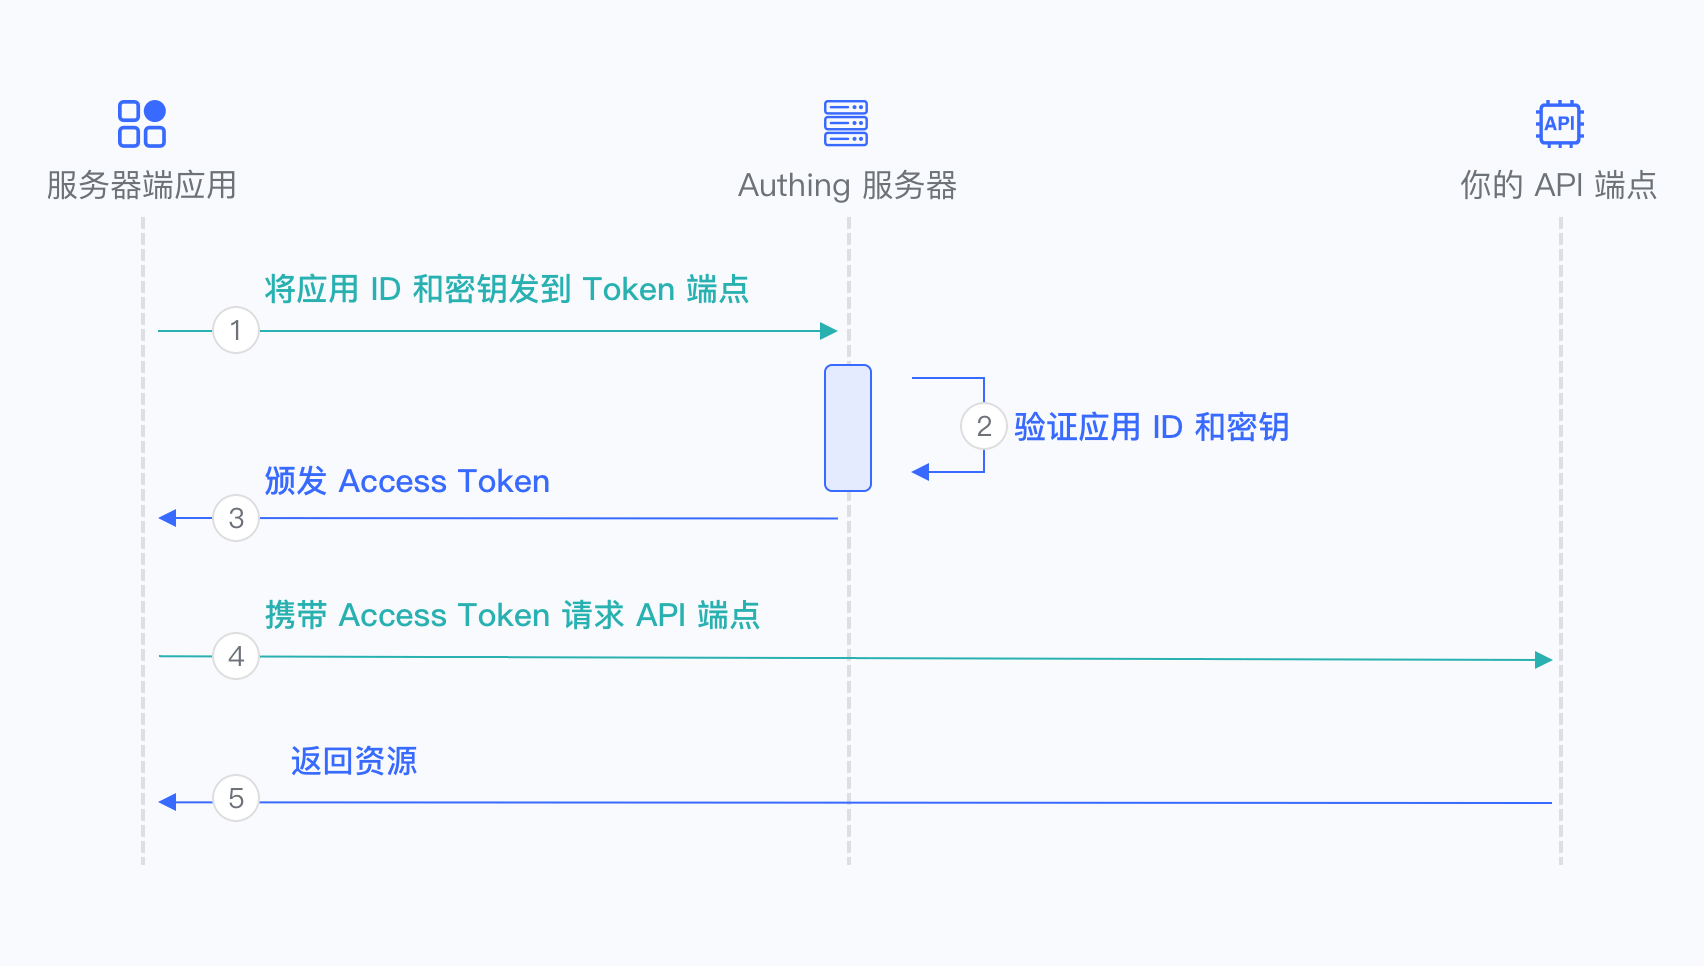 API
服务器端应用
Authing 服务器
你的 API 端点
将应用 ID 和密钥发到 Token 端点
1
2
验证应用 ID 和密钥
颁发 Access Token
3
携带 Access Token 请求 API 端点
4
返回资源
5